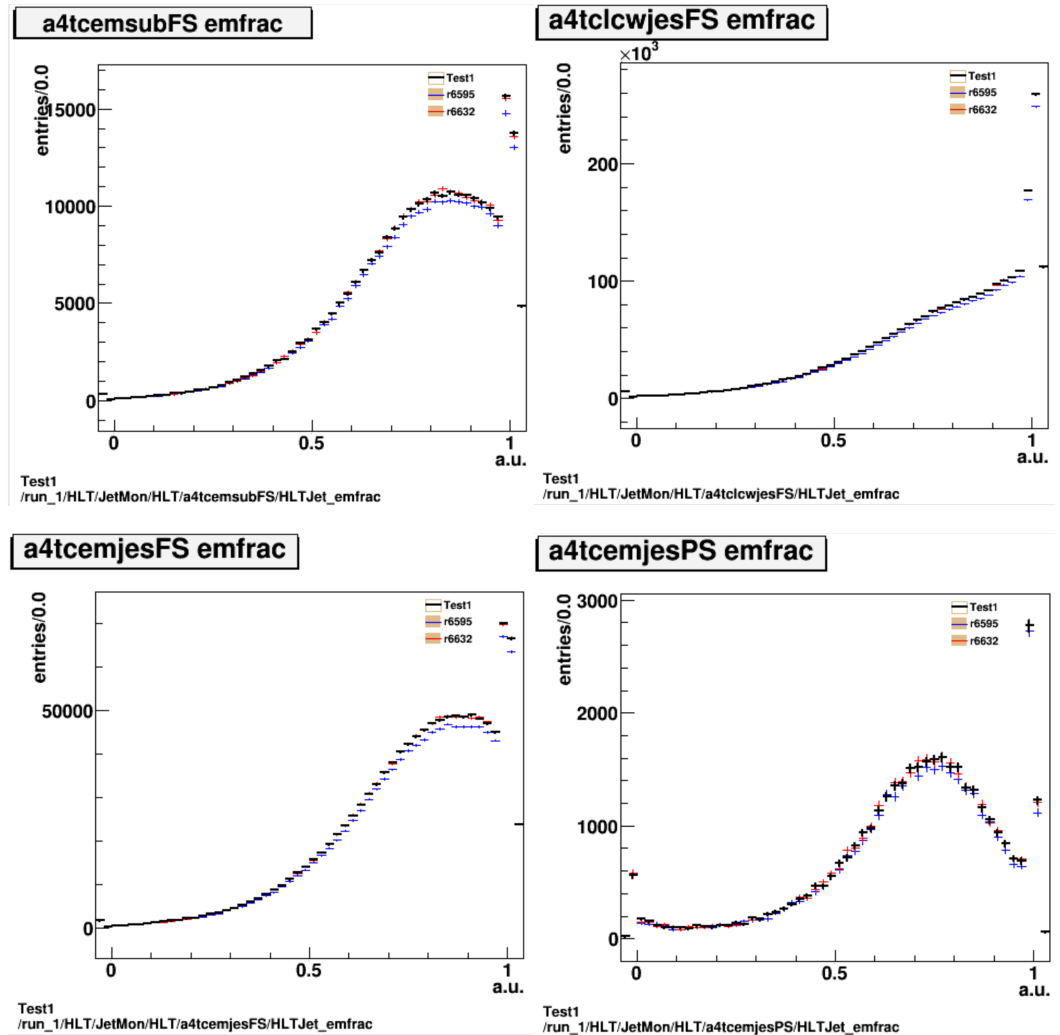 a4tcemsubFS emfrac
entries/0.0
15000
10000
5000
0
Test1
r6595
r6632
0
0.5
1
a.u.
Test1
/run_1/HLT/JetMon/HLT/a4tcemsubFS/HLTJet_emfrac
a4tclcwjesFS emfrac
×10³
entries/0.0
200
100
0
Test1
r6595
r6632
0
0.5
1
a.u.
Test1
/run_1/HLT/JetMon/HLT/a4tclcwjesFS/HLTJet_emfrac
a4tcemjesFS emfrac
entries/0.0
50000
0
Test1
r6595
r6632
0
0.5
1
a.u.
Test1
/run_1/HLT/JetMon/HLT/a4tcemjesFS/HLTJet_emfrac
a4tcemjesPS emfrac
entries/0.0
3000
2000
1000
0
Test1
r6595
r6632
0
0.5
1
a.u.
Test1
/run_1/HLT/JetMon/HLT/a4tcemjesPS/HLTJet_emfrac